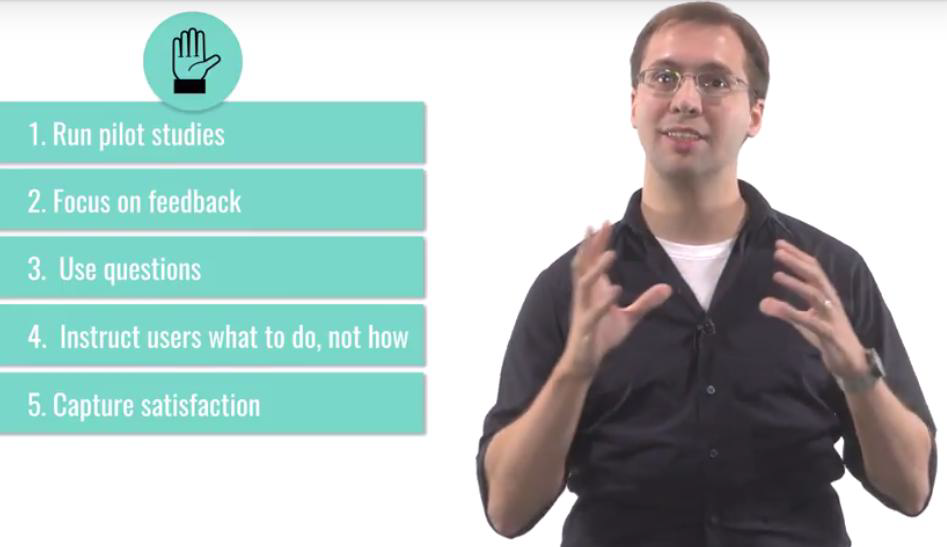 1. Run pilot studies
2. Focus on feedback
3. Use questions
4. Instruct users what to do, not how
5. Capture satisfaction